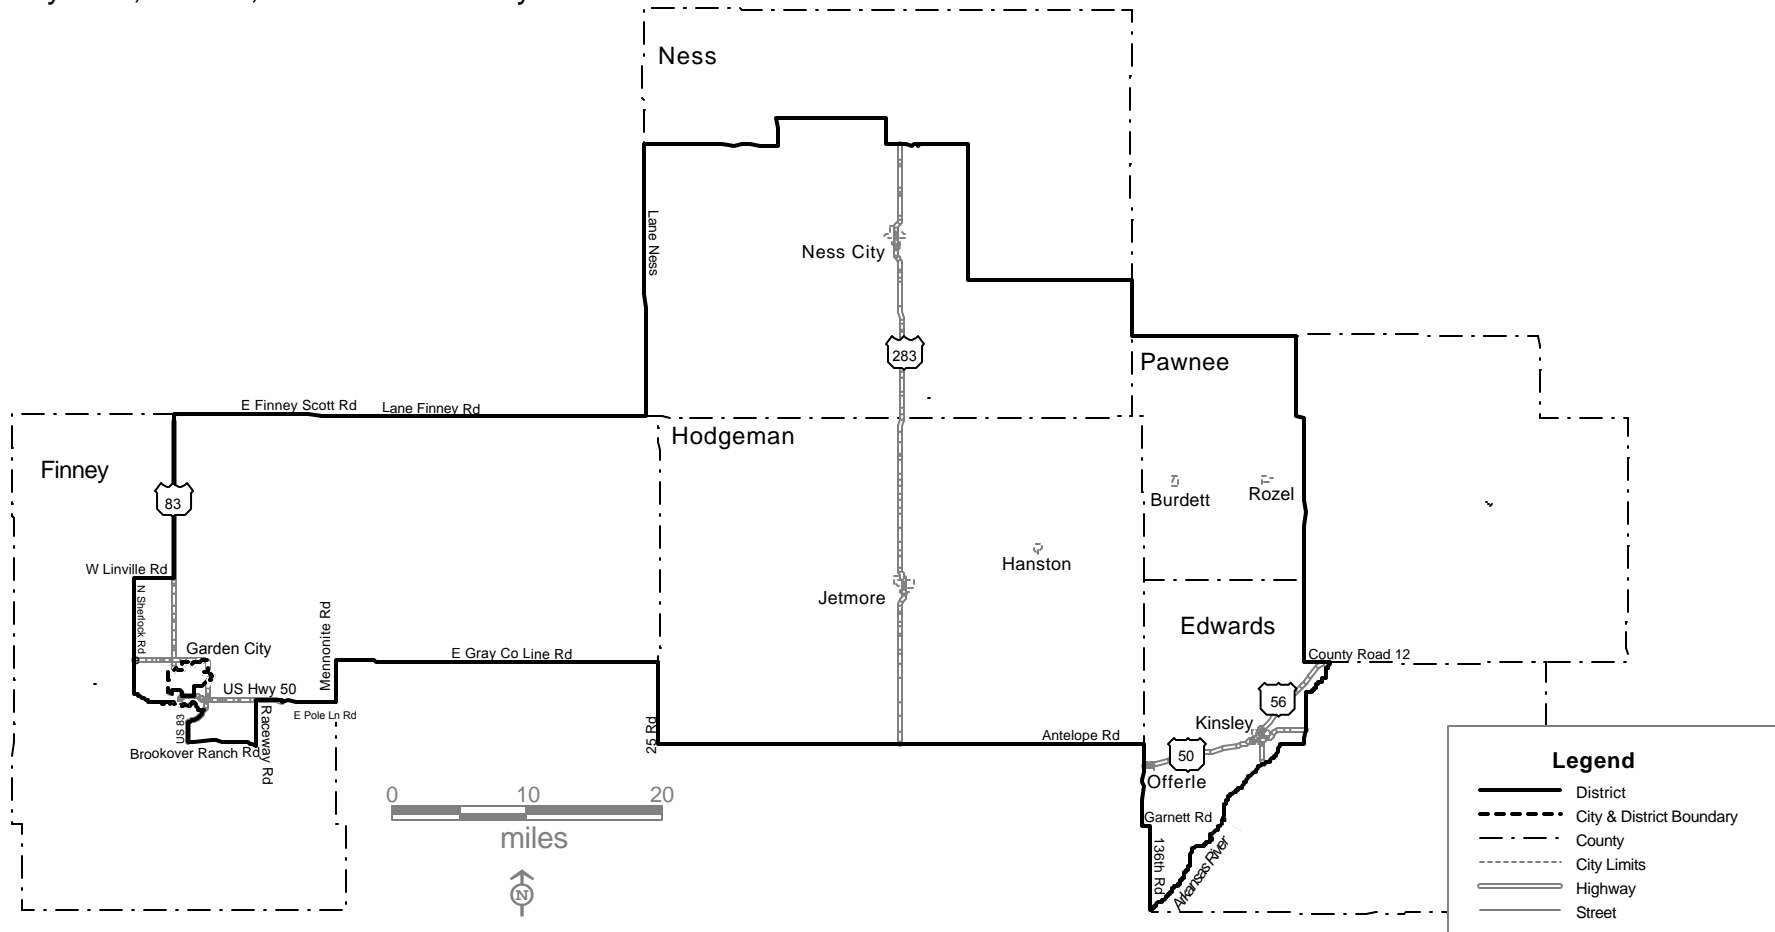 Ness
Lane Ness
Ness City
283
Pawnee
E Finney Scott Rd
Lane Finney Rd
Hodgeman
Finney
83
Burdett
Rozel
Hanston
W Linville Rd
N Sherlock Rd
Jetmore
Mennonite Rd
Edwards
Garden City
E Gray Co Line Rd
County Road 12
US Hwy 50
E Pole Ln Rd
56
US 83
Raceway Rd
Kinsley
Brookover Ranch Rd
25 Rd
Antelope Rd
50
Offerle
Garnett Rd
136th Rd
Arkansas River
0 10 20
miles
N
Legend
District
City & District Boundary
County
City Limits
Highway
Street